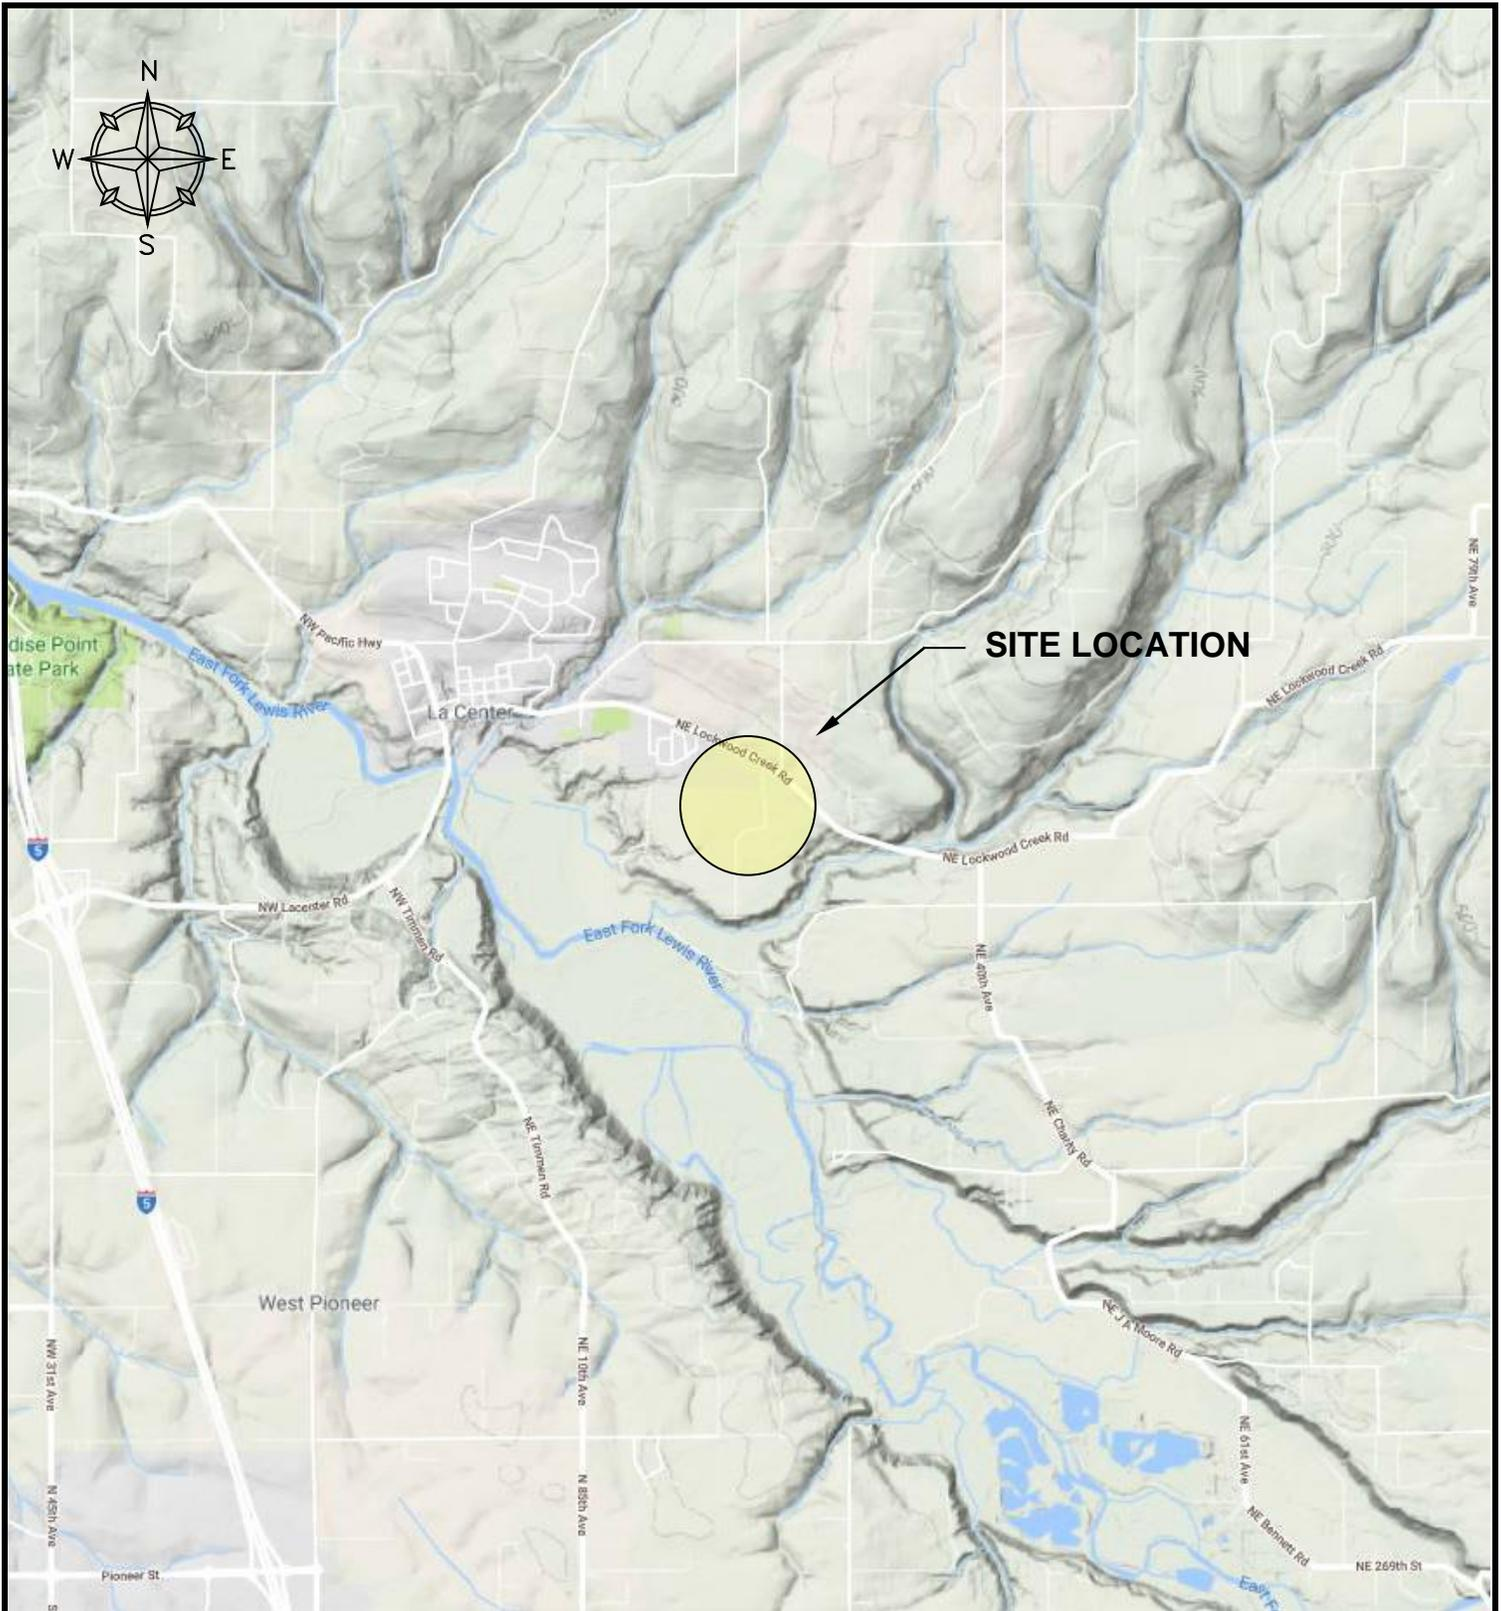 N
W E
S
600
NE 79th Ave
NW Pacific Hwy
SITE LOCATION
dise Point
ate Park
East Fork Lewis River
NE Lockwood Creek Rd
La Center
NE Lockwood Creek Rd
5
NE Lockwood Creek Rd
NW Lacenter Rd
NW Timmen Rd
East Fork Lewis River
NE 40th Ave
NE Timmen Rd
NE Charity Rd
5
West Pioneer
NE J A Moore Rd
NW 31st Ave
NE 10th Ave
NE 61st Ave
N 45th Ave
N 85th Ave
NE Bennett Rd
Pioneer St
NE 269th St
East F
S